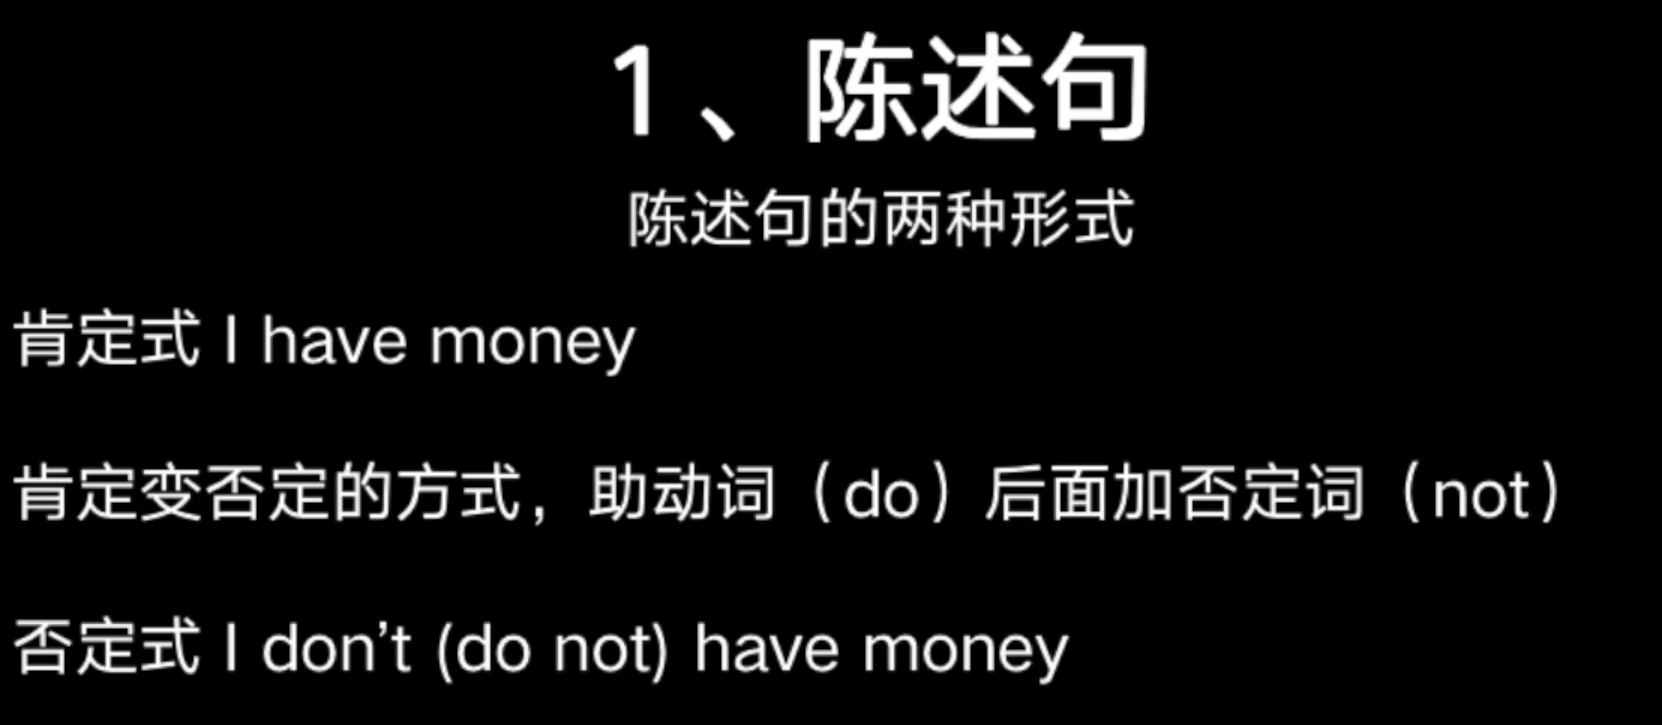 1、陈述句
陈述句的两种形式
肯定式 I have money
肯定变否定的方式，助动词（do）后面加否定词（not）
否定式 I don’t (do not) have money